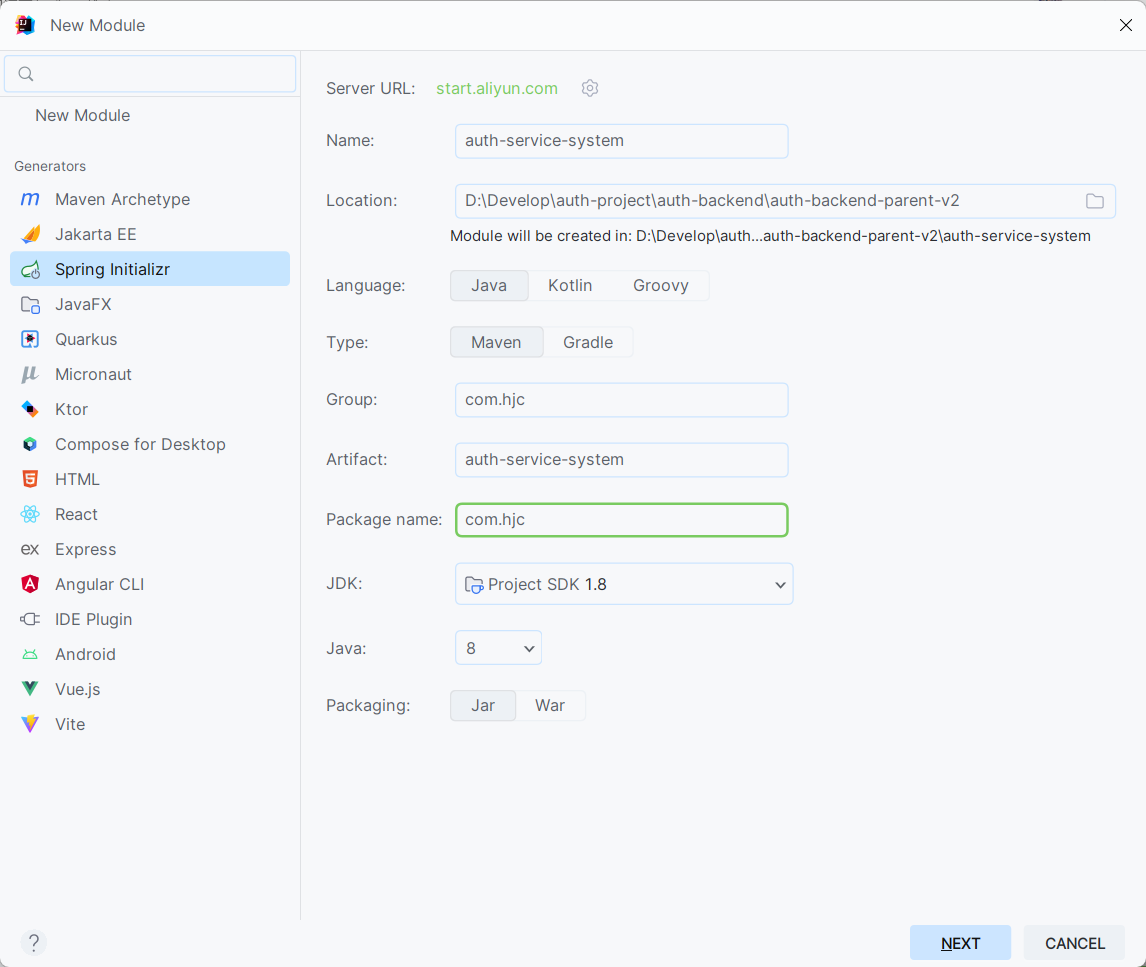 New Module
New Module
Generators
Maven Archetype
Jakarta EE
Spring Initializr
JavaFX
Quarkus
Micronaut
Ktor
Compose for Desktop
HTML
React
Express
Angular CLI
IDE Plugin
Android
Vue.js
Vite
Server URL: start.aliyun.com
Name: auth-service-system
Location: D:\Develop\auth-project\auth-backend\auth-backend-parent-v2
Module will be created in: D:\Develop\auth...auth-backend-parent-v2\auth-service-system
Language: Java Kotlin Groovy
Type: Maven Gradle
Group: com.hjc
Artifact: auth-service-system
Package name: com.hjc
JDK: Project SDK 1.8
Java: 8
Packaging: Jar War
? NEXT CANCEL